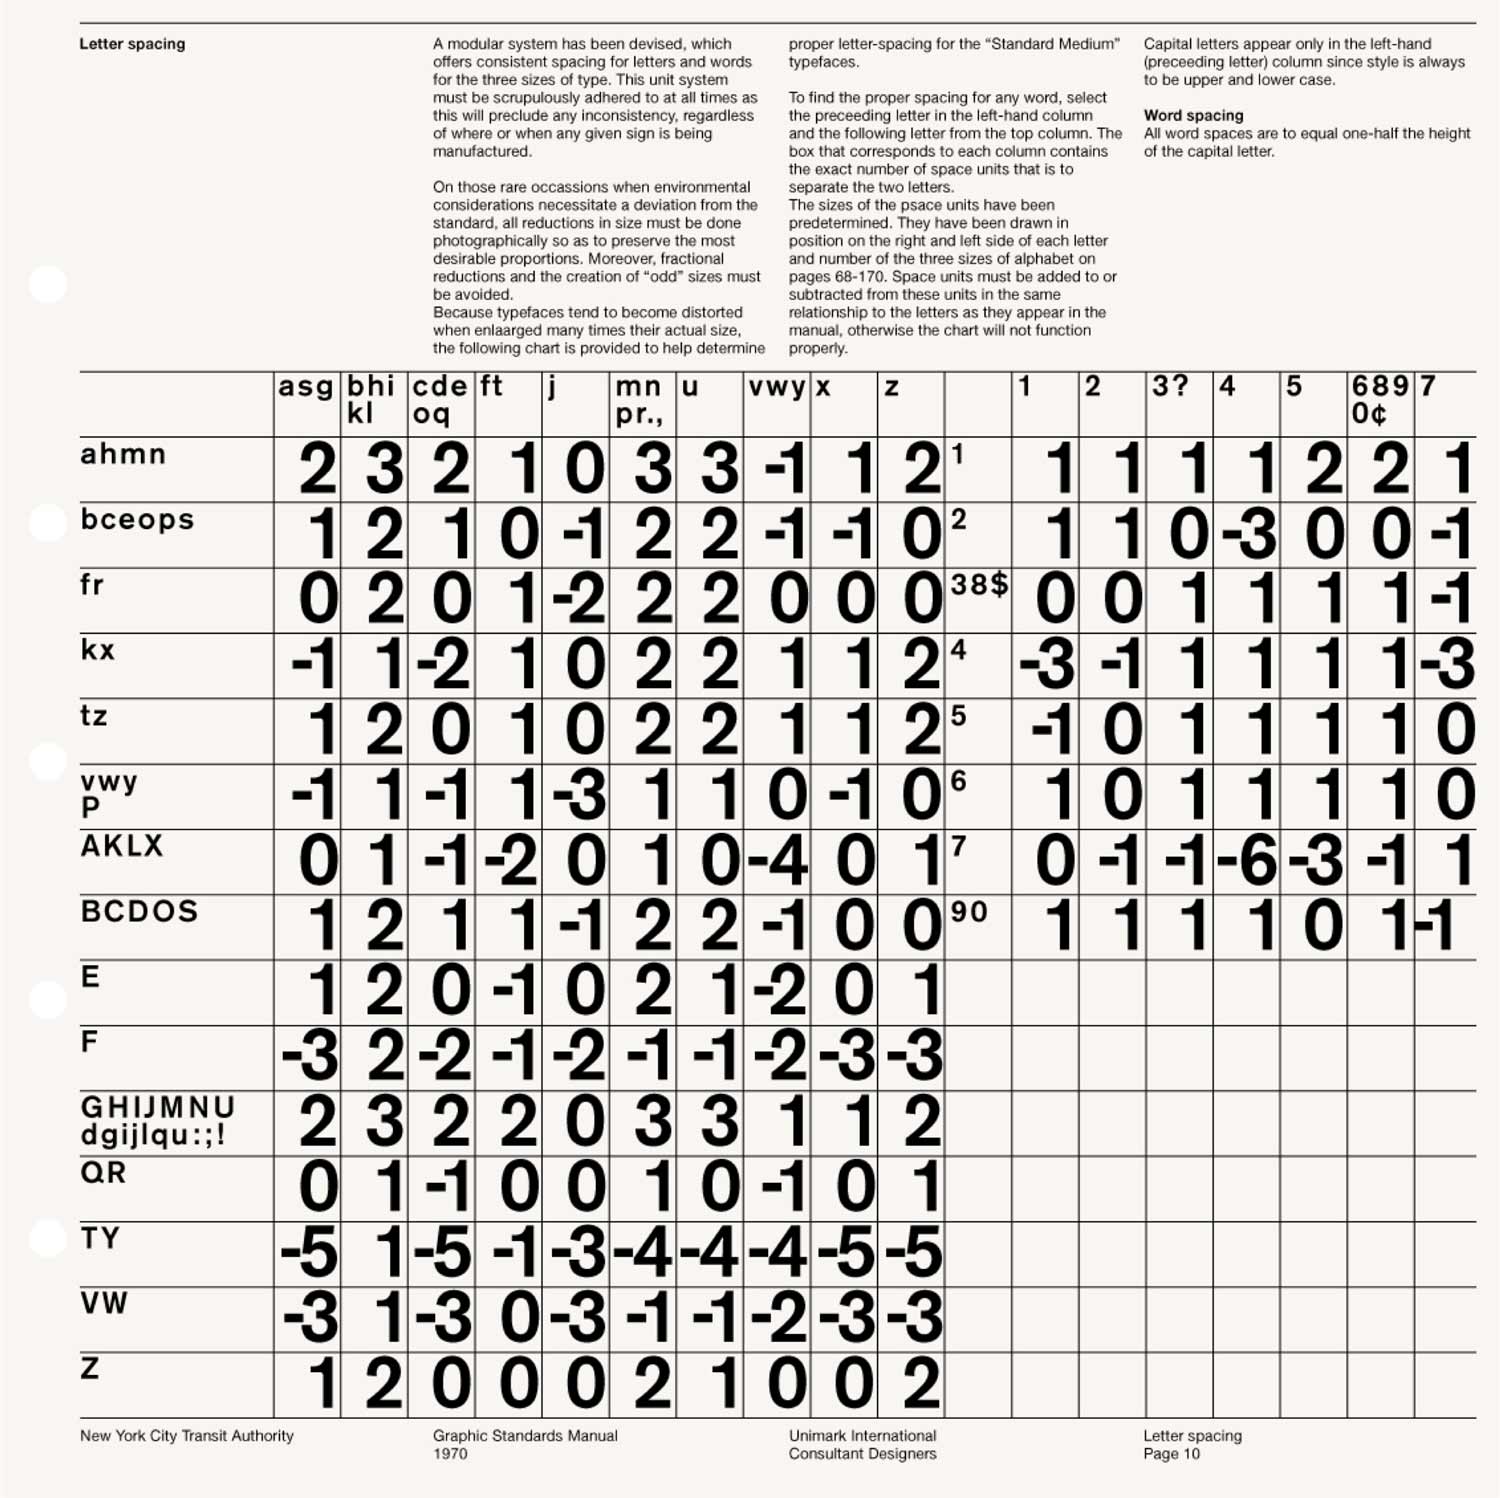 Letter spacing
A modular system has been devised, which
offers consistent spacing for letters and words
for the three sizes of type. This unit system
must be scrupulously adhered to at all times as
this will preclude any inconsistency, regardless
of where or when any given sign is being
manufactured.
On those rare occassions when environmental
considerations necessitate a deviation from the
standard, all reductions in size must be done
photographically so as to preserve the most
desirable proportions. Moreover, fractional
reductions and the creation of “odd” sizes must
be avoided.
Because typefaces tend to become distorted
when enlaarged many times their actual size,
the following chart is provided to help determine
proper letter-spacing for the “Standard Medium”
typefaces.
To find the proper spacing for any word, select
the preceeding letter in the left-hand column
and the following letter from the top column. The
box that corresponds to each column contains
the exact number of space units that is to
separate the two letters.
The sizes of the psace units have been
predetermined. They have been drawn in
position on the right and left side of each letter
and number of the three sizes of alphabet on
pages 68-170. Space units must be added to or
subtracted from these units in the same
relationship to the letters as they appear in the
manual, otherwise the chart will not function
properly.
Capital letters appear only in the left-hand
(preceeding letter) column since style is always
to be upper and lower case.
Word spacing
All word spaces are to equal one-half the height
of the capital letter.
asg bhi cde ft j mn u vwy x z 1 2 3? 4 5 689 7
kl oq pr., 0¢
ahmn 2 3 2 1 0 3 3 -1 1 2 1 1 1 1 1 2 2 1
bceops 1 2 1 0 -1 2 2 -1 -1 0 2 1 1 0 -3 0 0 -1
fr 0 2 0 1 -2 2 2 0 0 0 38$ 0 0 1 1 1 1 -1
kx -1 1 -2 1 0 2 2 1 1 2 4 -3 -1 1 1 1 1 -3
tz 1 2 0 1 0 2 2 1 1 2 5 -1 0 1 1 1 1 0
vwy -1 1 -1 1 -3 1 1 0 -1 0 6 1 0 1 1 1 1 0
P
AKLX 0 1 -1 -2 0 1 0 -4 0 1 7 0 -1 -1 -6 -3 -1 1
BCDOS 1 2 1 1 -1 2 2 -1 0 0 90 1 1 1 1 0 1 -1
E 1 2 0 -1 0 2 1 -2 0 1
F -3 2 -2 -1 -2 -1 -1 -2 -3 -3
GHIJMNU 2 3 2 2 0 3 3 1 1 2
dgijlqu:;!
QR 0 1 -1 0 0 1 0 -1 0 1
TY -5 1 -5 -1 -3 -4 -4 -4 -5 -5
VW -3 1 -3 0 -3 -1 -1 -2 -3 -3
Z 1 2 0 0 0 2 1 0 0 2
New York City Transit Authority
Graphic Standards Manual
1970
Unimark International
Consultant Designers
Letter spacing
Page 10